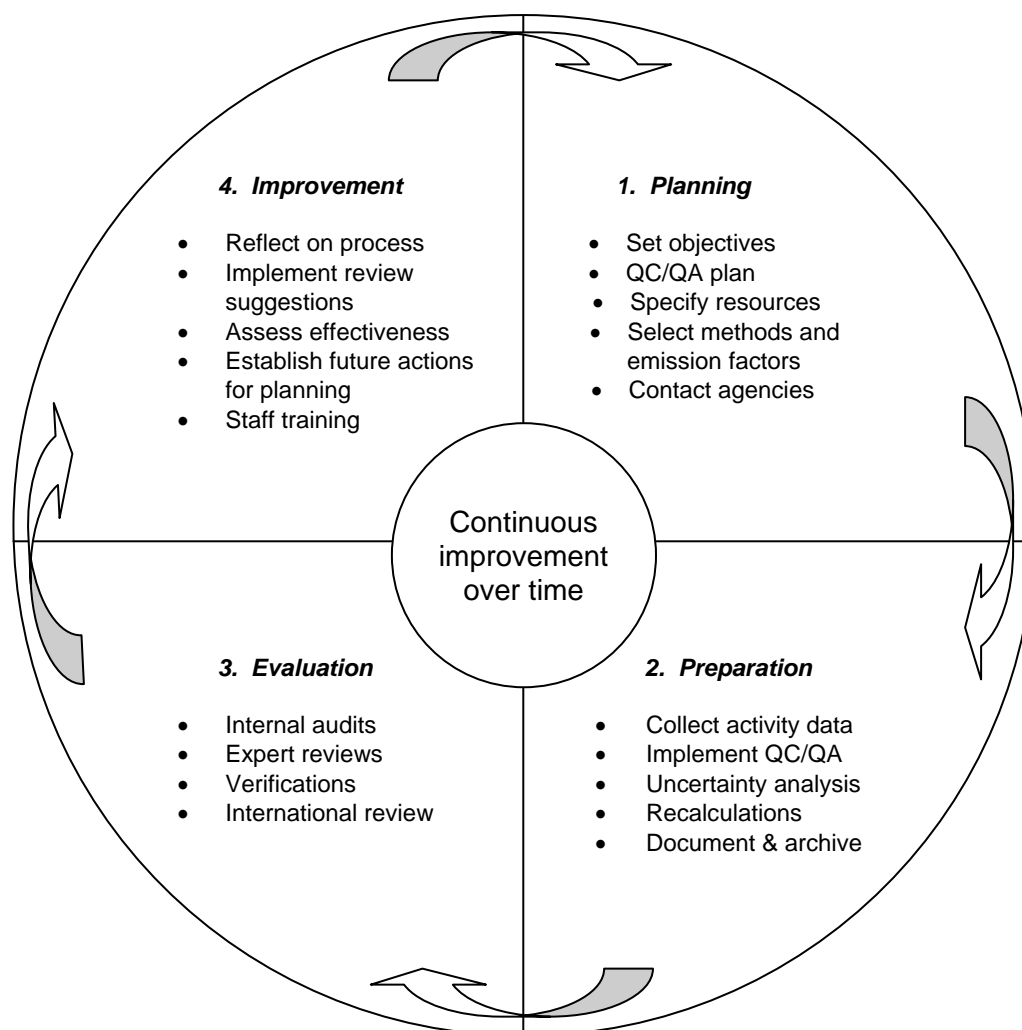 1. Planning
• Set objectives
• QC/QA plan
• Specify resources
• Select methods and
emission factors
• Contact agencies
2. Preparation
• Collect activity data
• Implement QC/QA
• Uncertainty analysis
• Recalculations
• Document & archive
3. Evaluation
• Internal audits
• Expert reviews
• Verifications
• International review
4. Improvement
• Reflect on process
• Implement review
suggestions
• Assess effectiveness
• Establish future actions
for planning
• Staff training
Continuous
improvement
over time